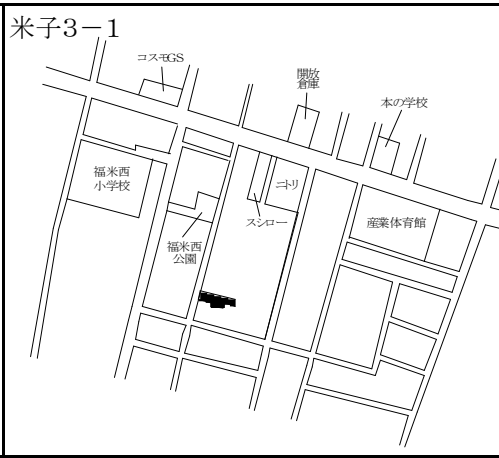 米子3－1
コスモGS
開放
倉庫
本の学校
福米西
小学校
ニトリ
スシロー
産業体育館
福米西
公園